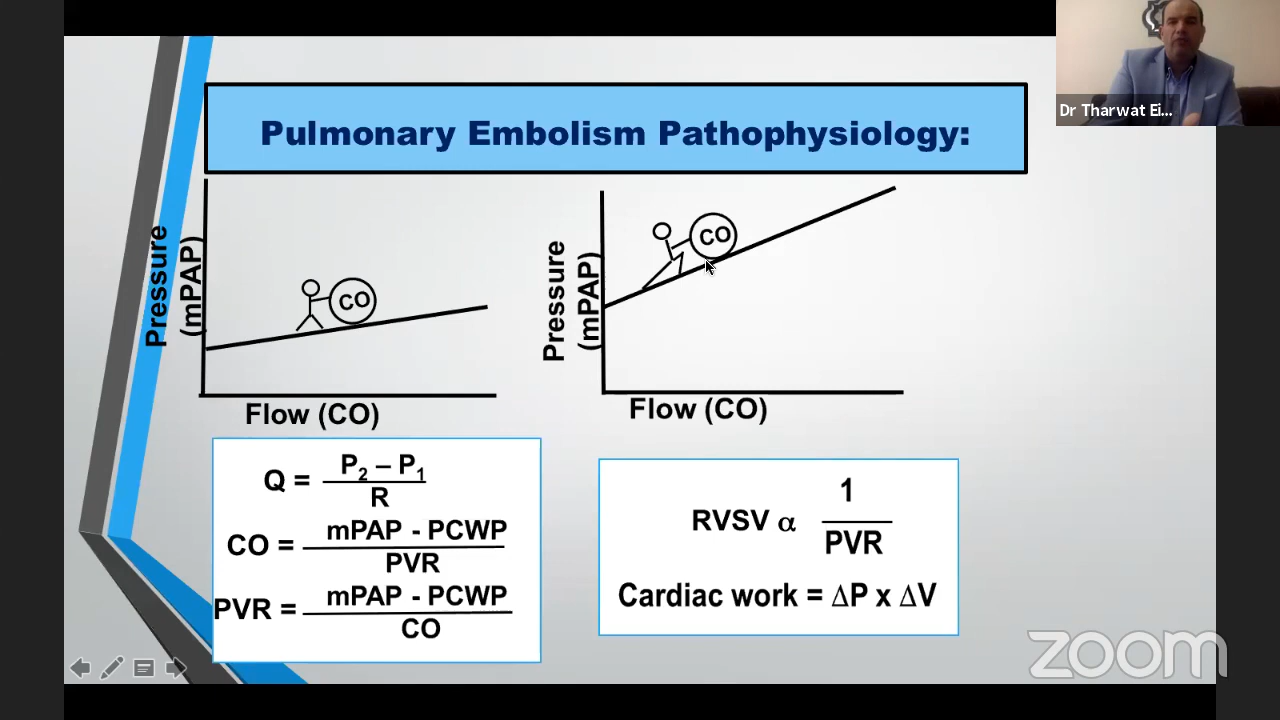 Dr Tharwat Ei...
Pulmonary Embolism Pathophysiology:
Pressure
(mPAP)
CO
Flow (CO)
Pressure
(mPAP)
CO
Flow (CO)
Q = P₂ – P₁
R
CO = mPAP - PCWP
PVR
PVR = mPAP - PCWP
CO
RVSV α 1
PVR
Cardiac work = ΔP x ΔV
zoom